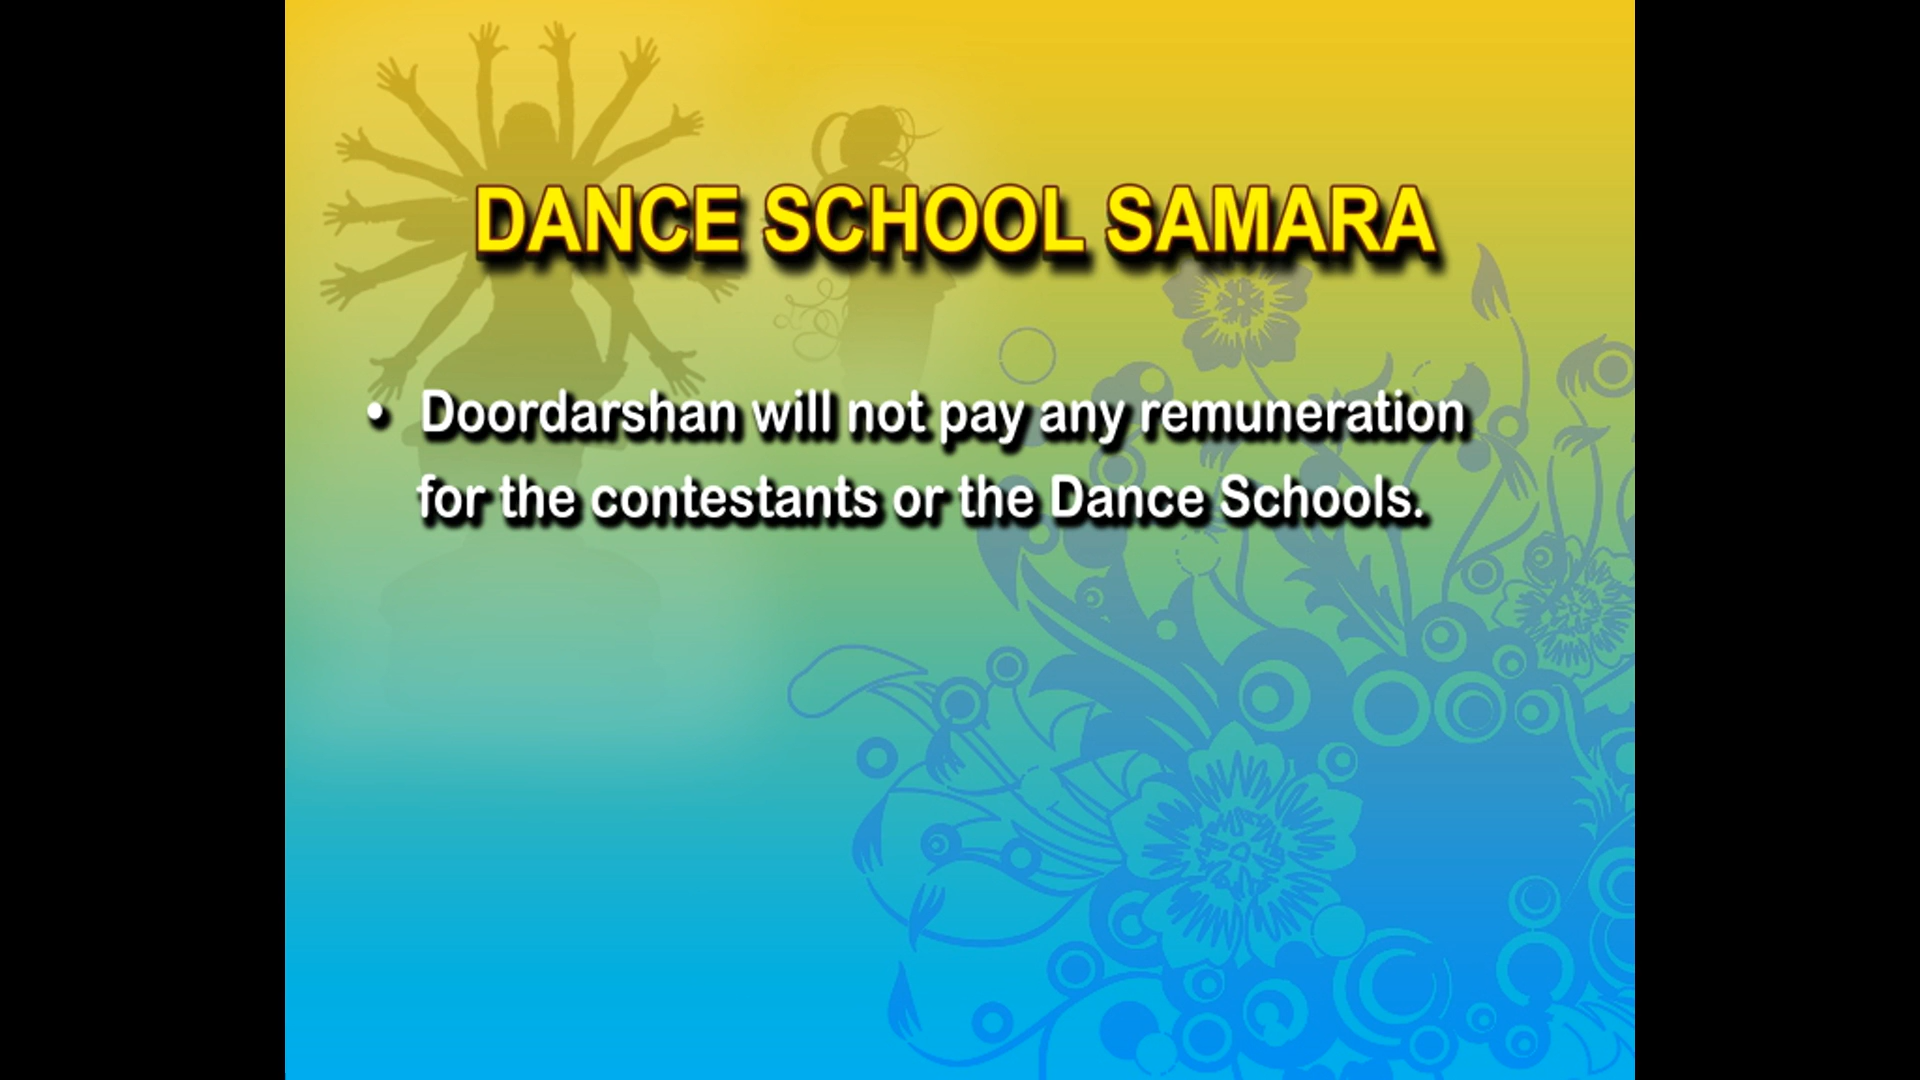 DANCE SCHOOL SAMARA
• Doordarshan will not pay any remuneration
for the contestants or the Dance Schools.